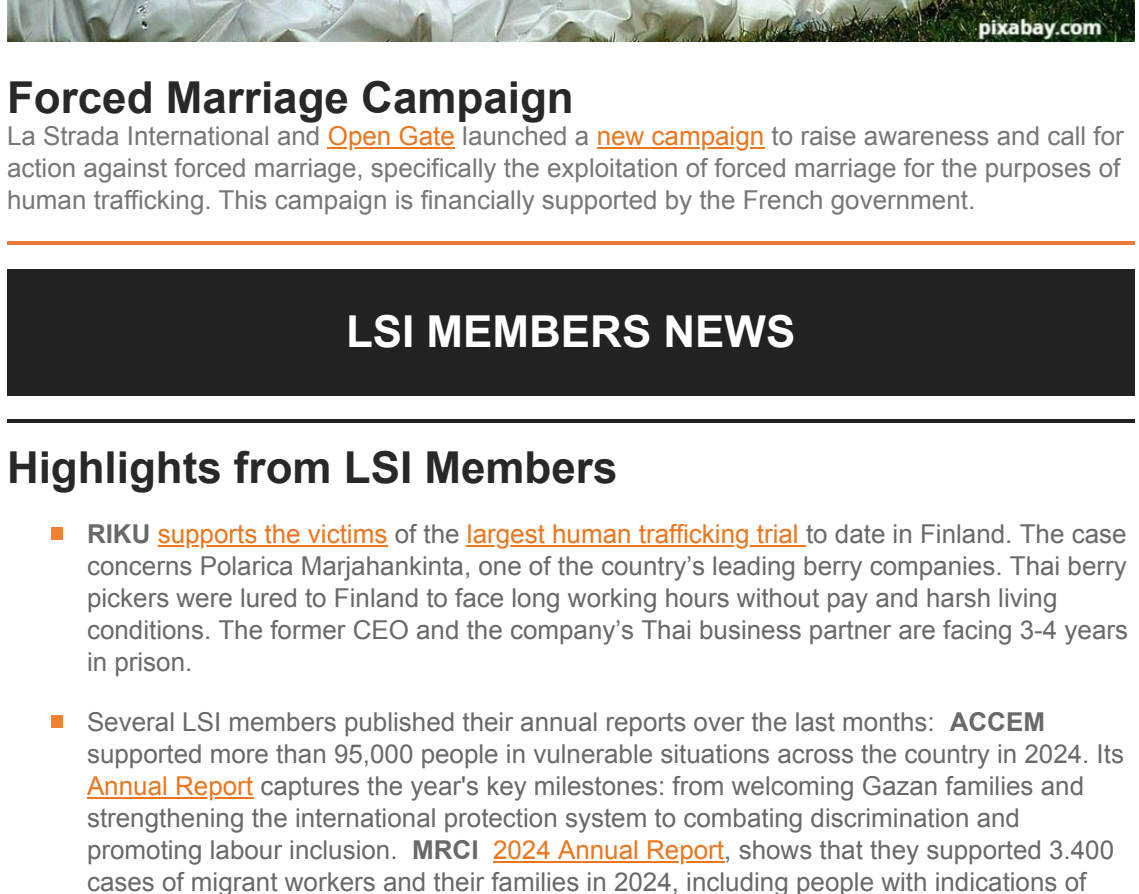 pixabay.com
Forced Marriage Campaign
La Strada International and Open Gate launched a new campaign to raise awareness and call for
action against forced marriage, specifically the exploitation of forced marriage for the purposes of
human trafficking. This campaign is financially supported by the French government.
LSI MEMBERS NEWS
Highlights from LSI Members
RIKU supports the victims of the largest human trafficking trial to date in Finland. The case
concerns Polarica Marjahankinta, one of the country’s leading berry companies. Thai berry
pickers were lured to Finland to face long working hours without pay and harsh living
conditions. The former CEO and the company’s Thai business partner are facing 3-4 years
in prison.
Several LSI members published their annual reports over the last months:  ACCEM
supported more than 95,000 people in vulnerable situations across the country in 2024. Its
Annual Report captures the year's key milestones: from welcoming Gazan families and
strengthening the international protection system to combating discrimination and
promoting labour inclusion.  MRCI  2024 Annual Report, shows that they supported 3.400
cases of migrant workers and their families in 2024, including people with indications of